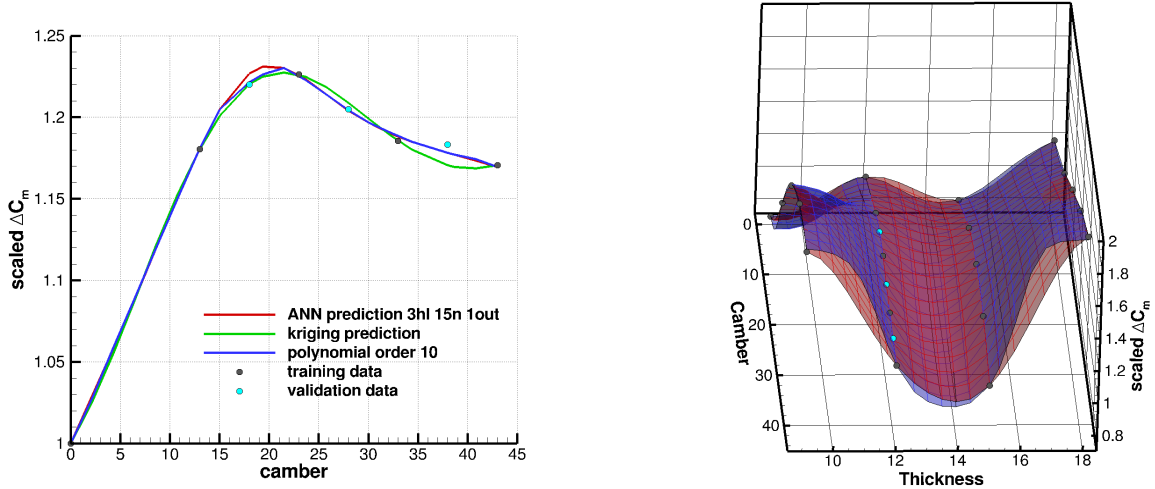 1.25
1.2
1.15
1.1
1.05
1
scaled ΔCm
ANN prediction 3hl 15n 1out
kriging prediction
polynomial order 10
training data
validation data
0 5 10 15 20 25 30 35 40 45
camber
0
10
20
30
40
Camber
2
1.8
1.6
1.4
1.2
1
0.8
scaled ΔCm
10 12 14 16 18
Thickness